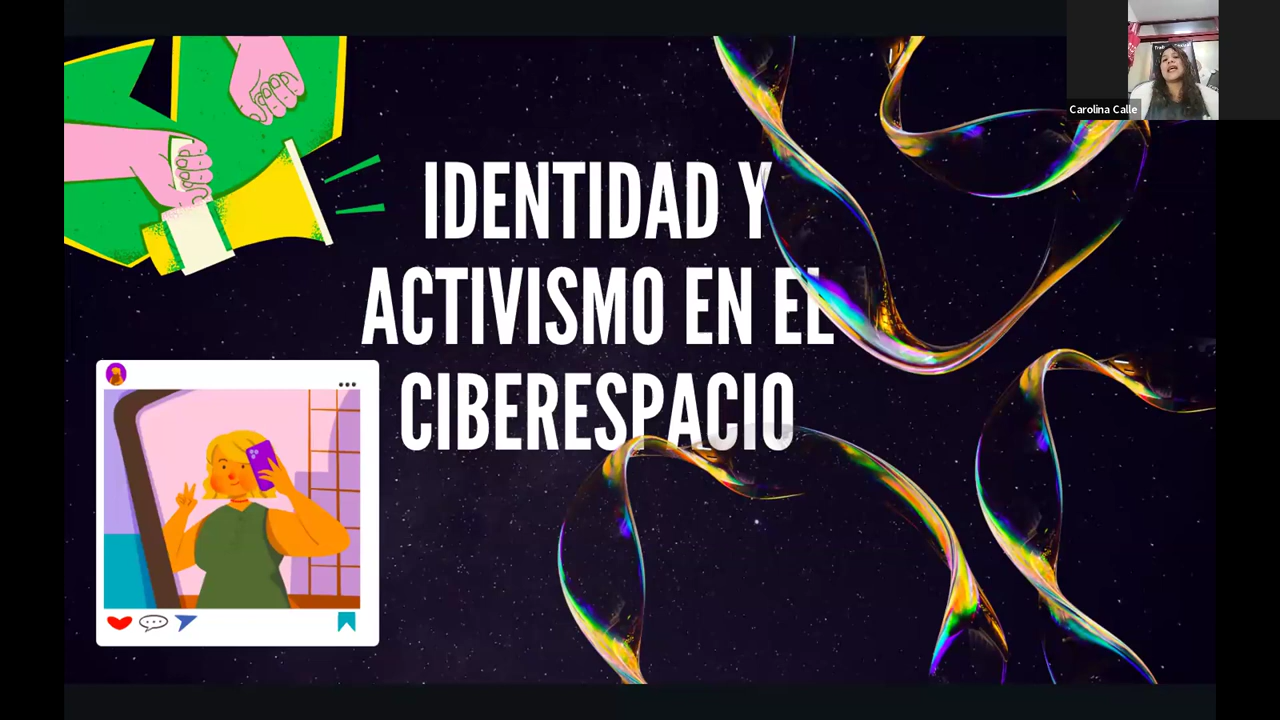 IDENTIDAD Y
ACTIVISMO EN EL
CIBERESPACIO
Carolina Calle